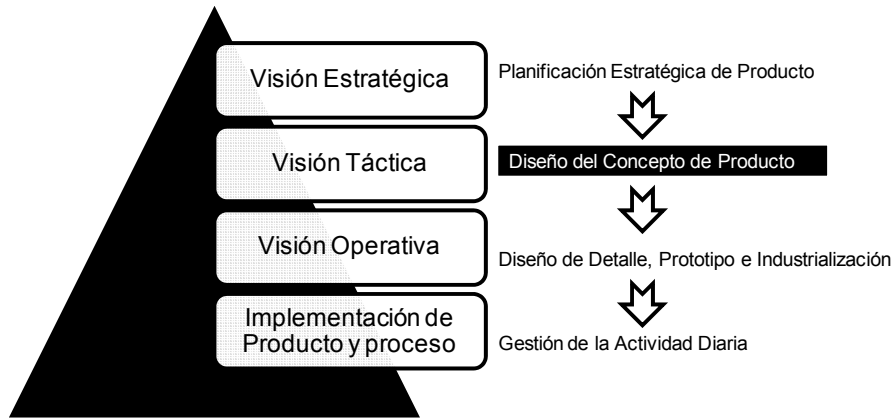 Visión Estratégica
Planificación Estratégica de Producto
Visión Táctica
Diseño del Concepto de Producto
Visión Operativa
Diseño de Detalle, Prototipo e Industrialización
Implementación de
Producto y proceso
Gestión de la Actividad Diaria